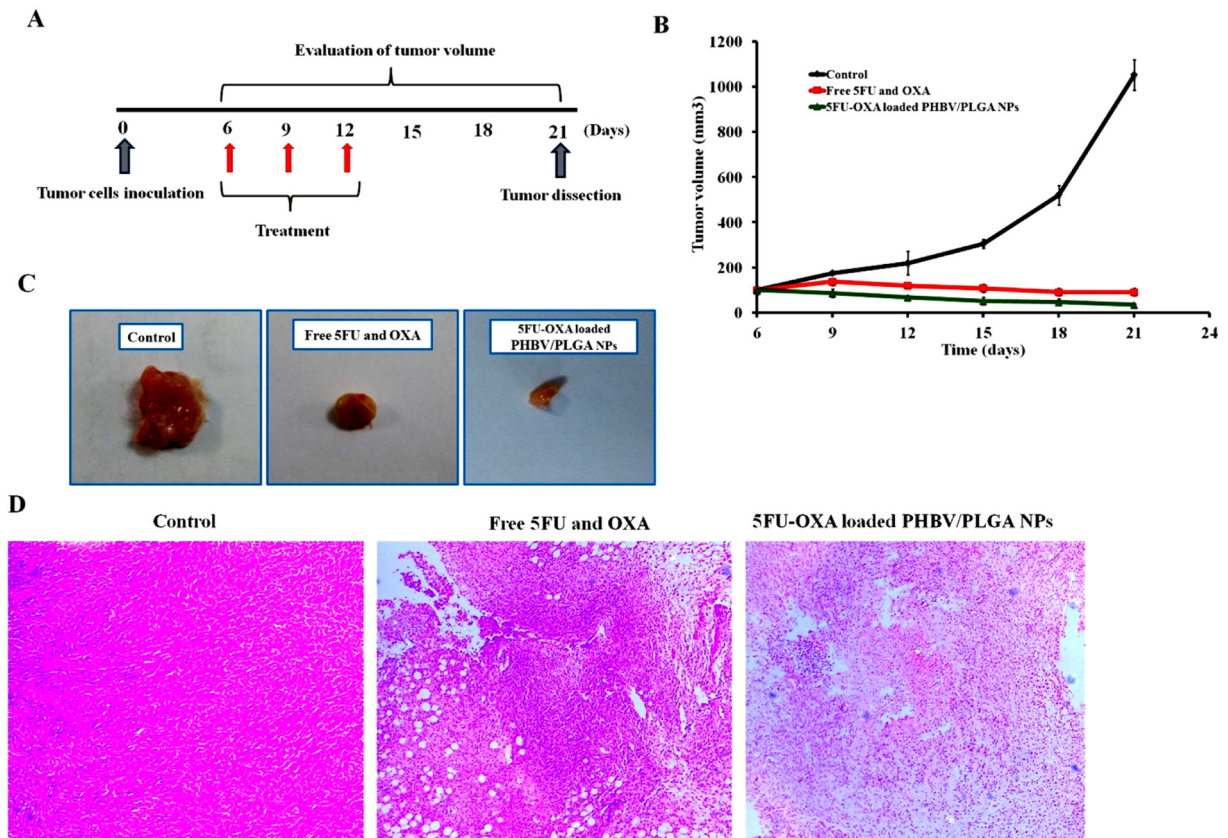 A
Evaluation of tumor volume
0 6 9 12 15 18 21 (Days)
Tumor cells inoculation
Tumor dissection
Treatment
B
Tumor volume (mm3)
1200
1000
800
600
400
200
0
Control
Free 5FU and OXA
5FU-OXA loaded PHBV/PLGA NPs
6 9 12 15 18 21 24
Time (days)
C
Control
Free 5FU and OXA
5FU-OXA loaded
PHBV/PLGA NPs
D
Control
Free 5FU and OXA
5FU-OXA loaded PHBV/PLGA NPs